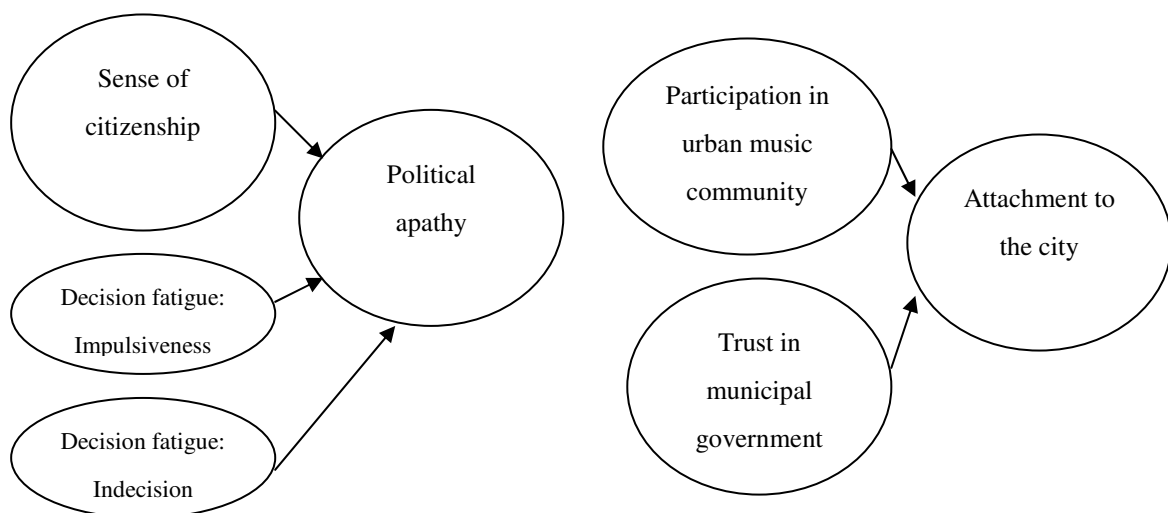 Sense of
citizenship
Political
apathy
Decision fatigue:
Impulsiveness
Decision fatigue:
Indecision
Participation in
urban music
community
Attachment to
the city
Trust in
municipal
government